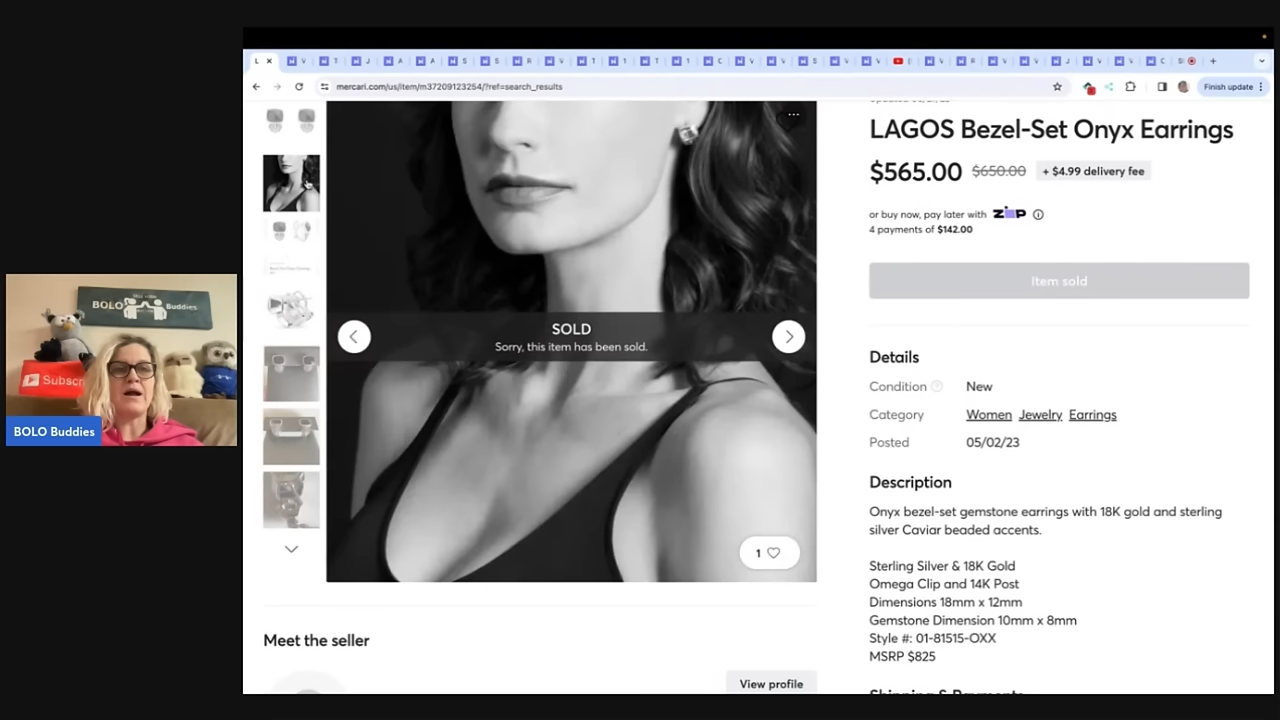 mercari.com/us/item/m37209123254/?ref=search_results
Finish update
LAGOS Bezel-Set Onyx Earrings
$565.00 $650.00 + $4.99 delivery fee
or buy now, pay later with ZIP
4 payments of $142.00
Item sold
SOLD
Sorry, this item has been sold.
Details
Condition New
Category Women Jewelry Earrings
Posted 05/02/23
Description
Onyx bezel-set gemstone earrings with 18K gold and sterling
silver Caviar beaded accents.
Sterling Silver & 18K Gold
Omega Clip and 14K Post
Dimensions 18mm x 12mm
Gemstone Dimension 10mm x 8mm
Style #: 01-81515-OXX
MSRP $825
1
Meet the seller
View profile
BOLO Buddies
Subscr
BOLO Buddies